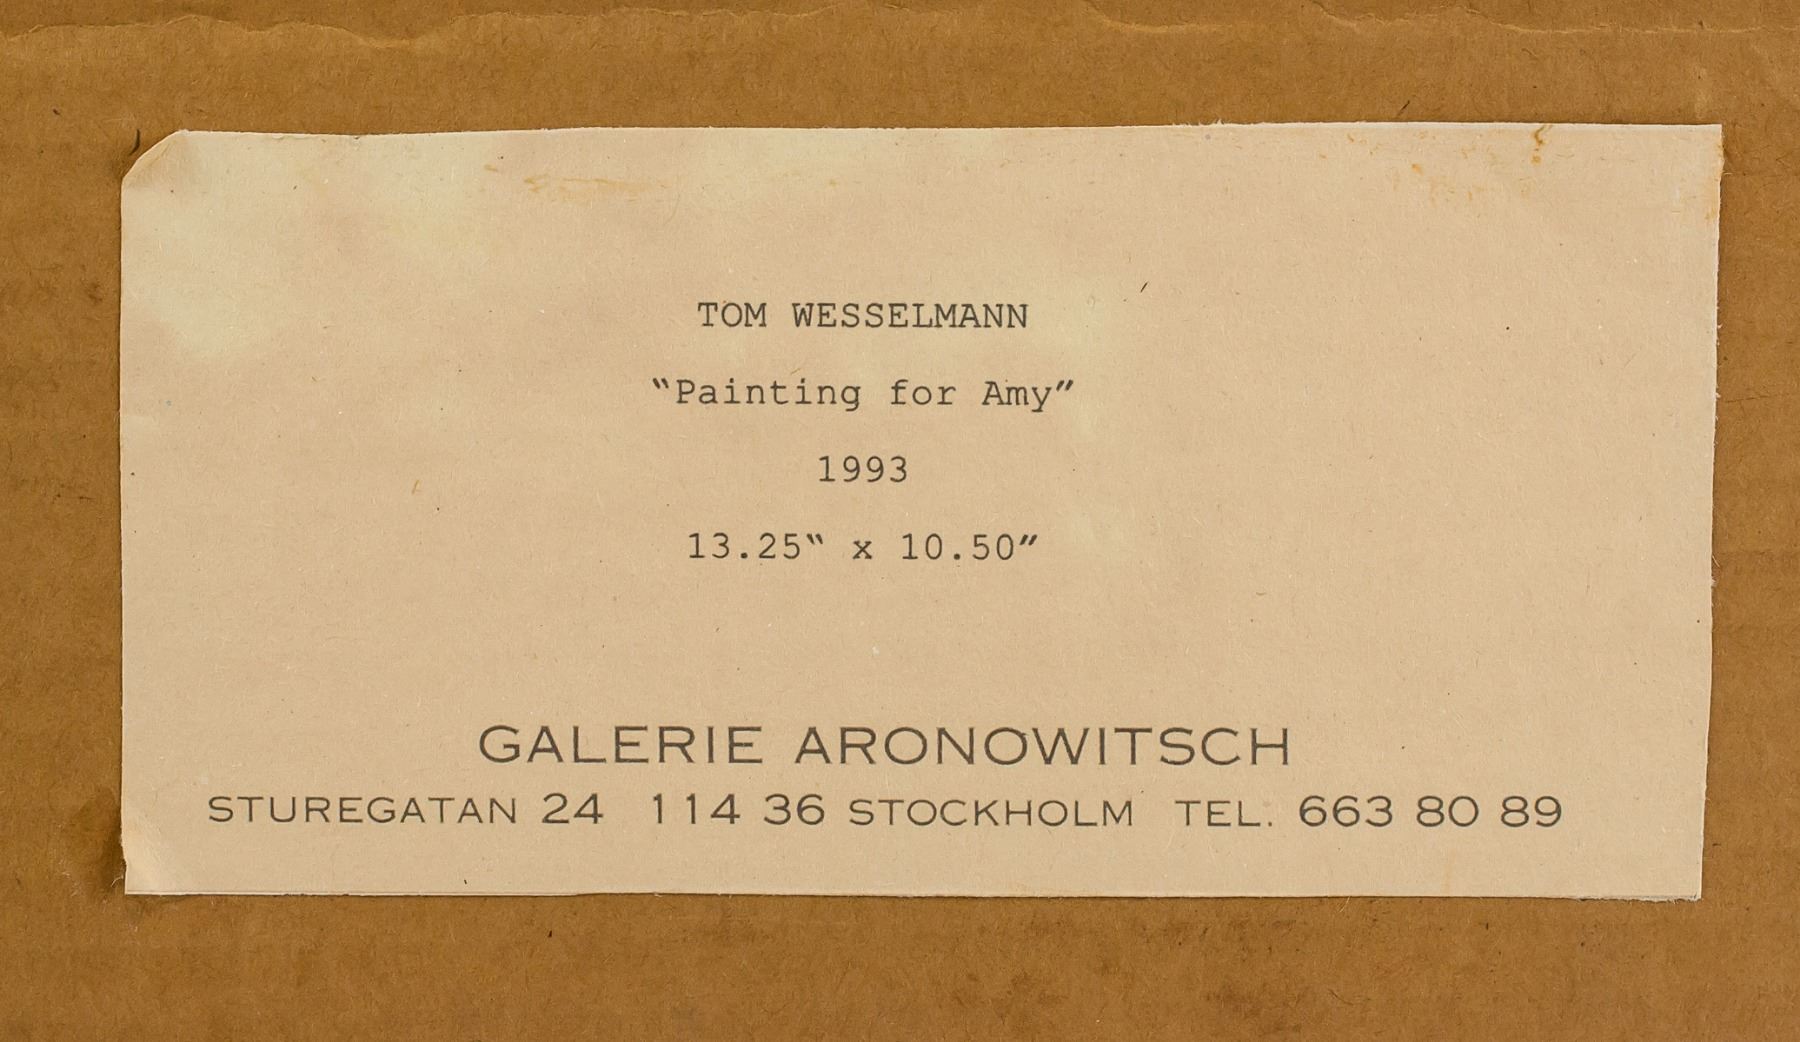 TOM WESSELMANN
“Painting for Amy”
1993
13.25“ x 10.50”
GALERIE ARONOWITSCH
STUREGATAN 24 114 36 STOCKHOLM TEL. 663 80 89